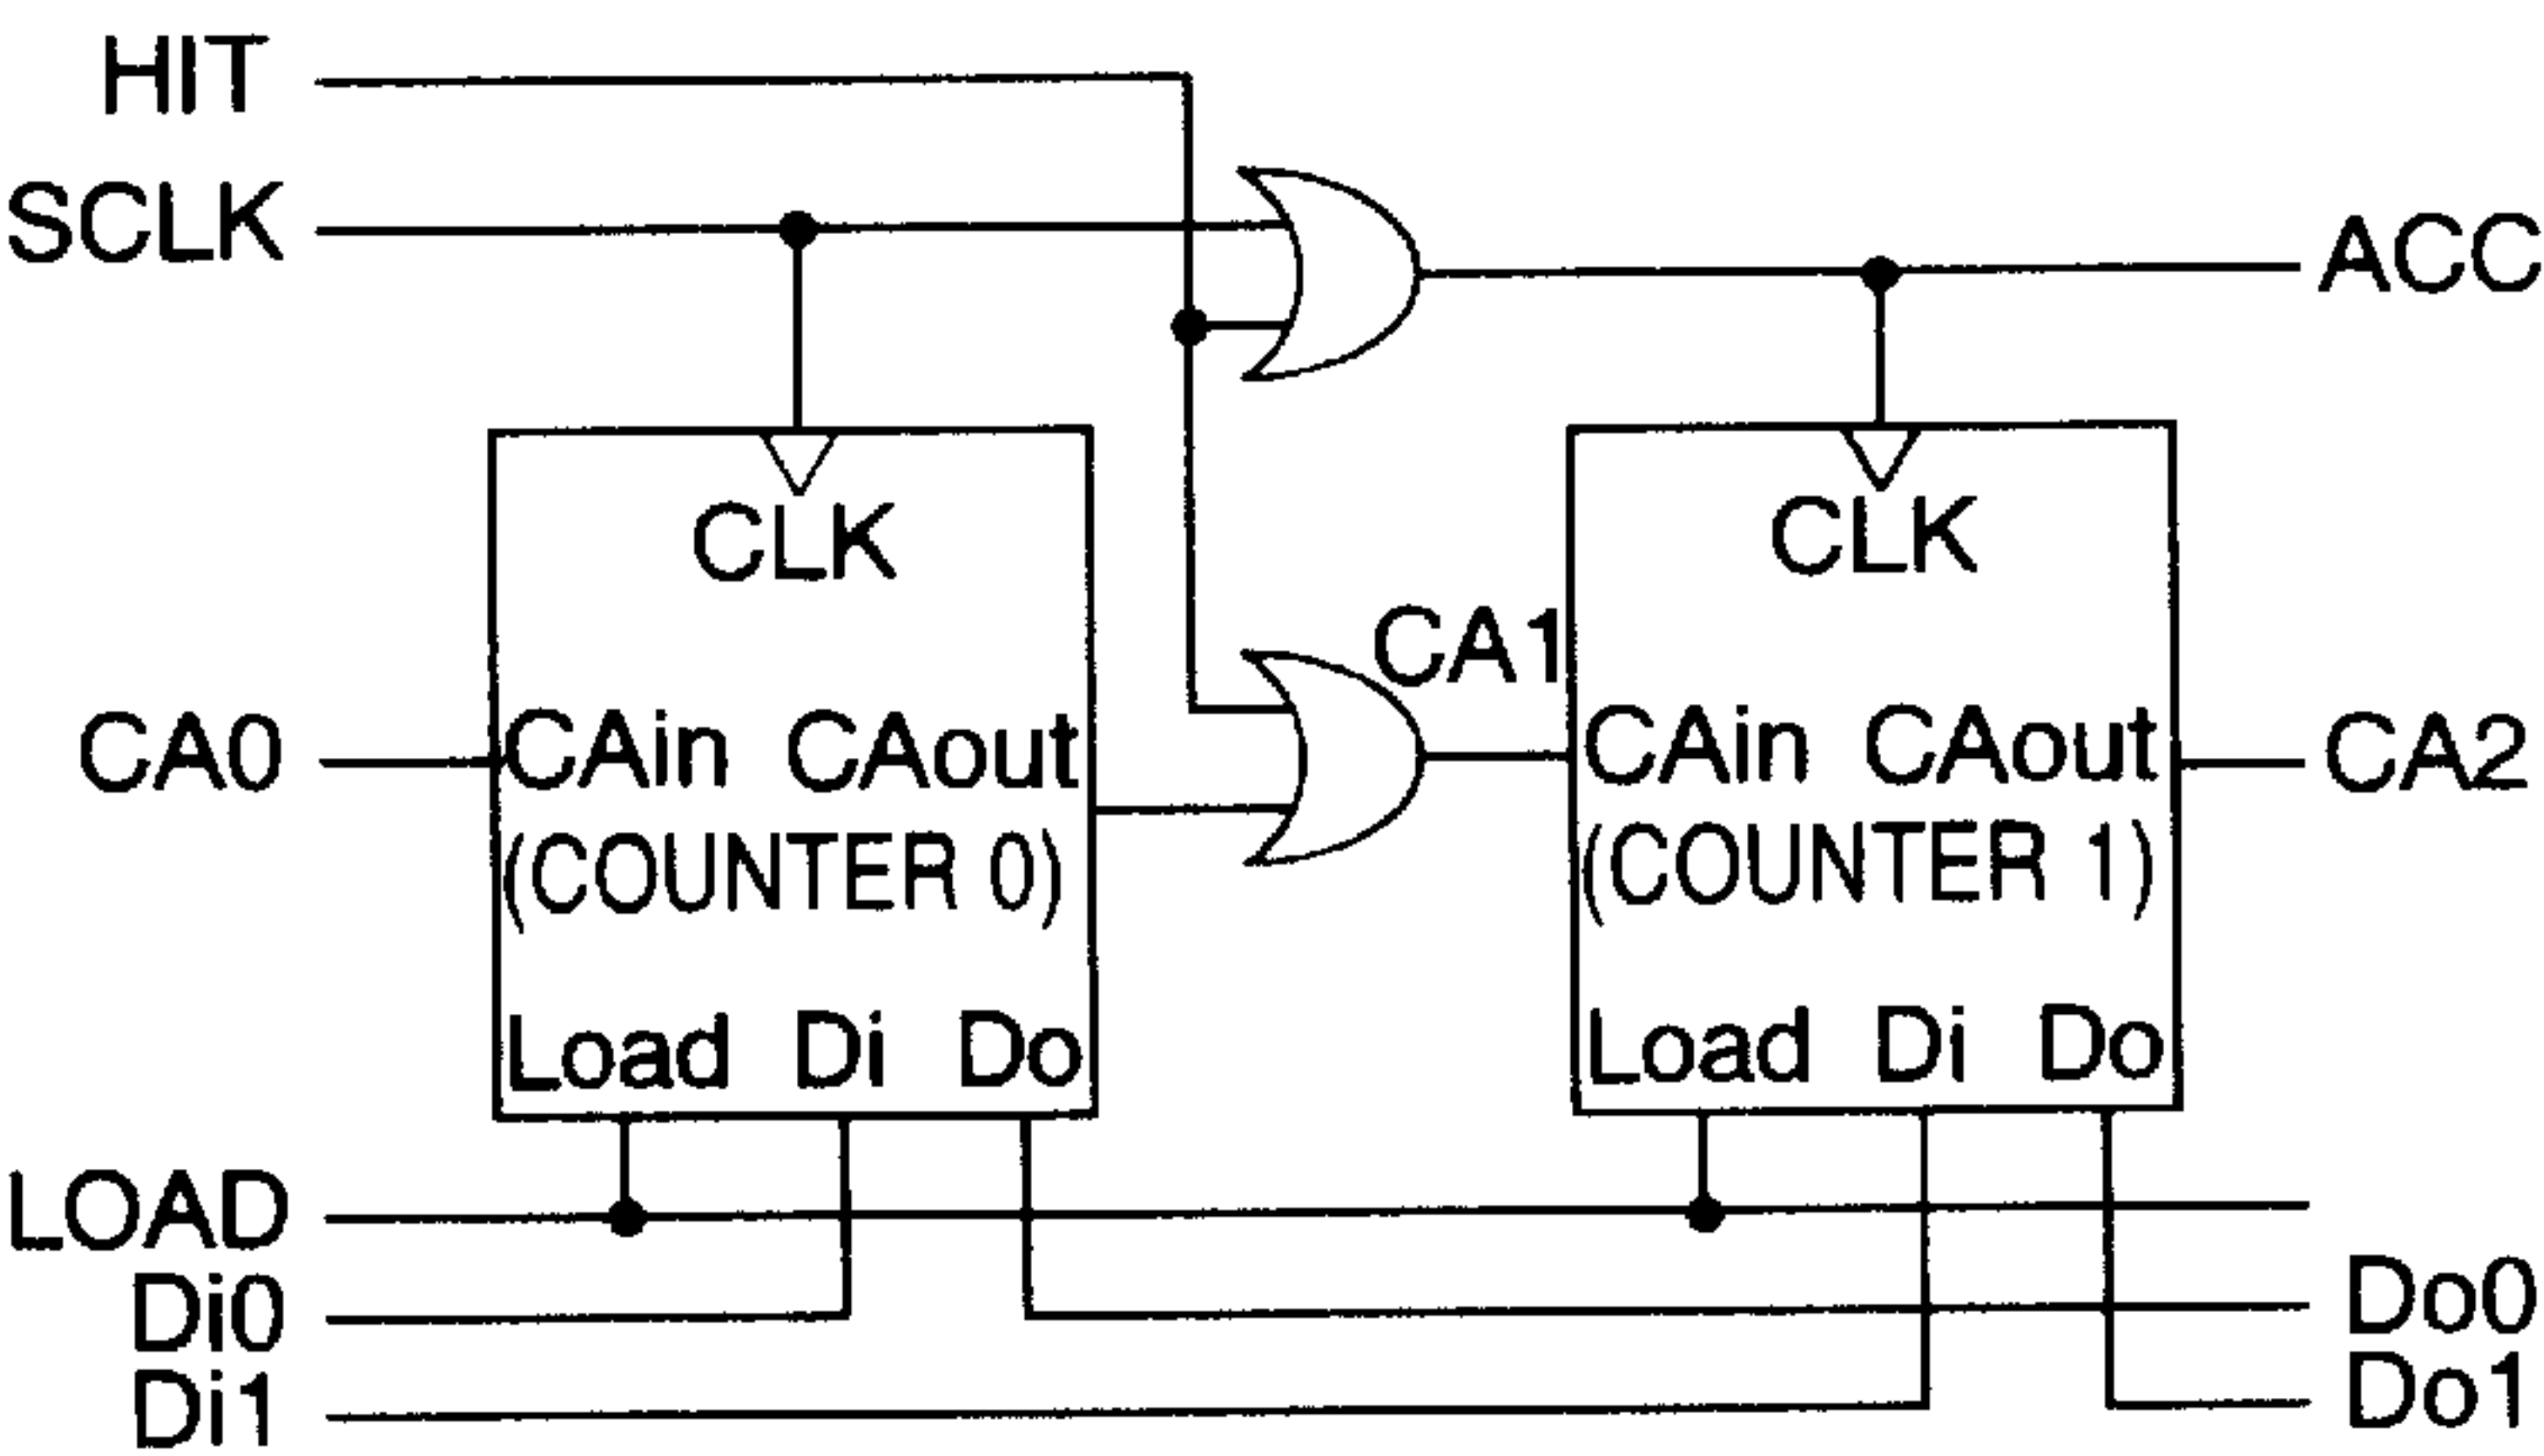 HIT
SCLK
ACC
CLK
CLK
CA1
CA0
CAin CAout
CAin CAout
CA2
(COUNTER 0)
(COUNTER 1)
Load Di Do
Load Di Do
LOAD
Di0
Do0
Di1
Do1